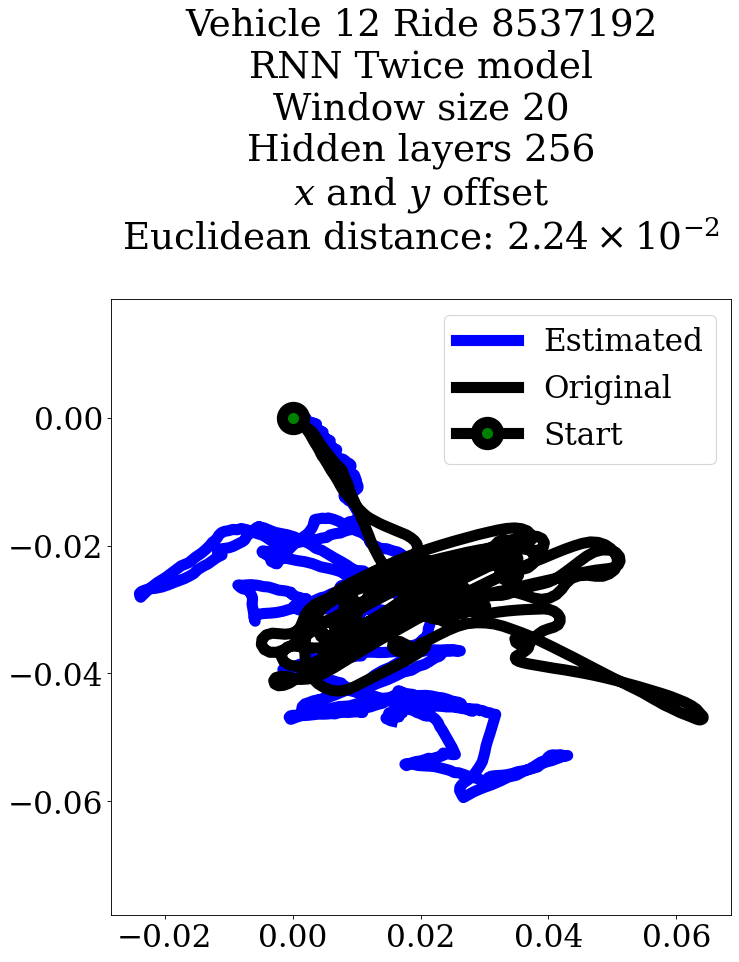 Vehicle 12 Ride 8537192
RNN Twice model
Window size 20
Hidden layers 256
x and y offset
Euclidean distance: 2.24 × 10⁻²
Estimated
Original
Start
0.00
−0.02
−0.04
−0.06
−0.02 0.00 0.02 0.04 0.06